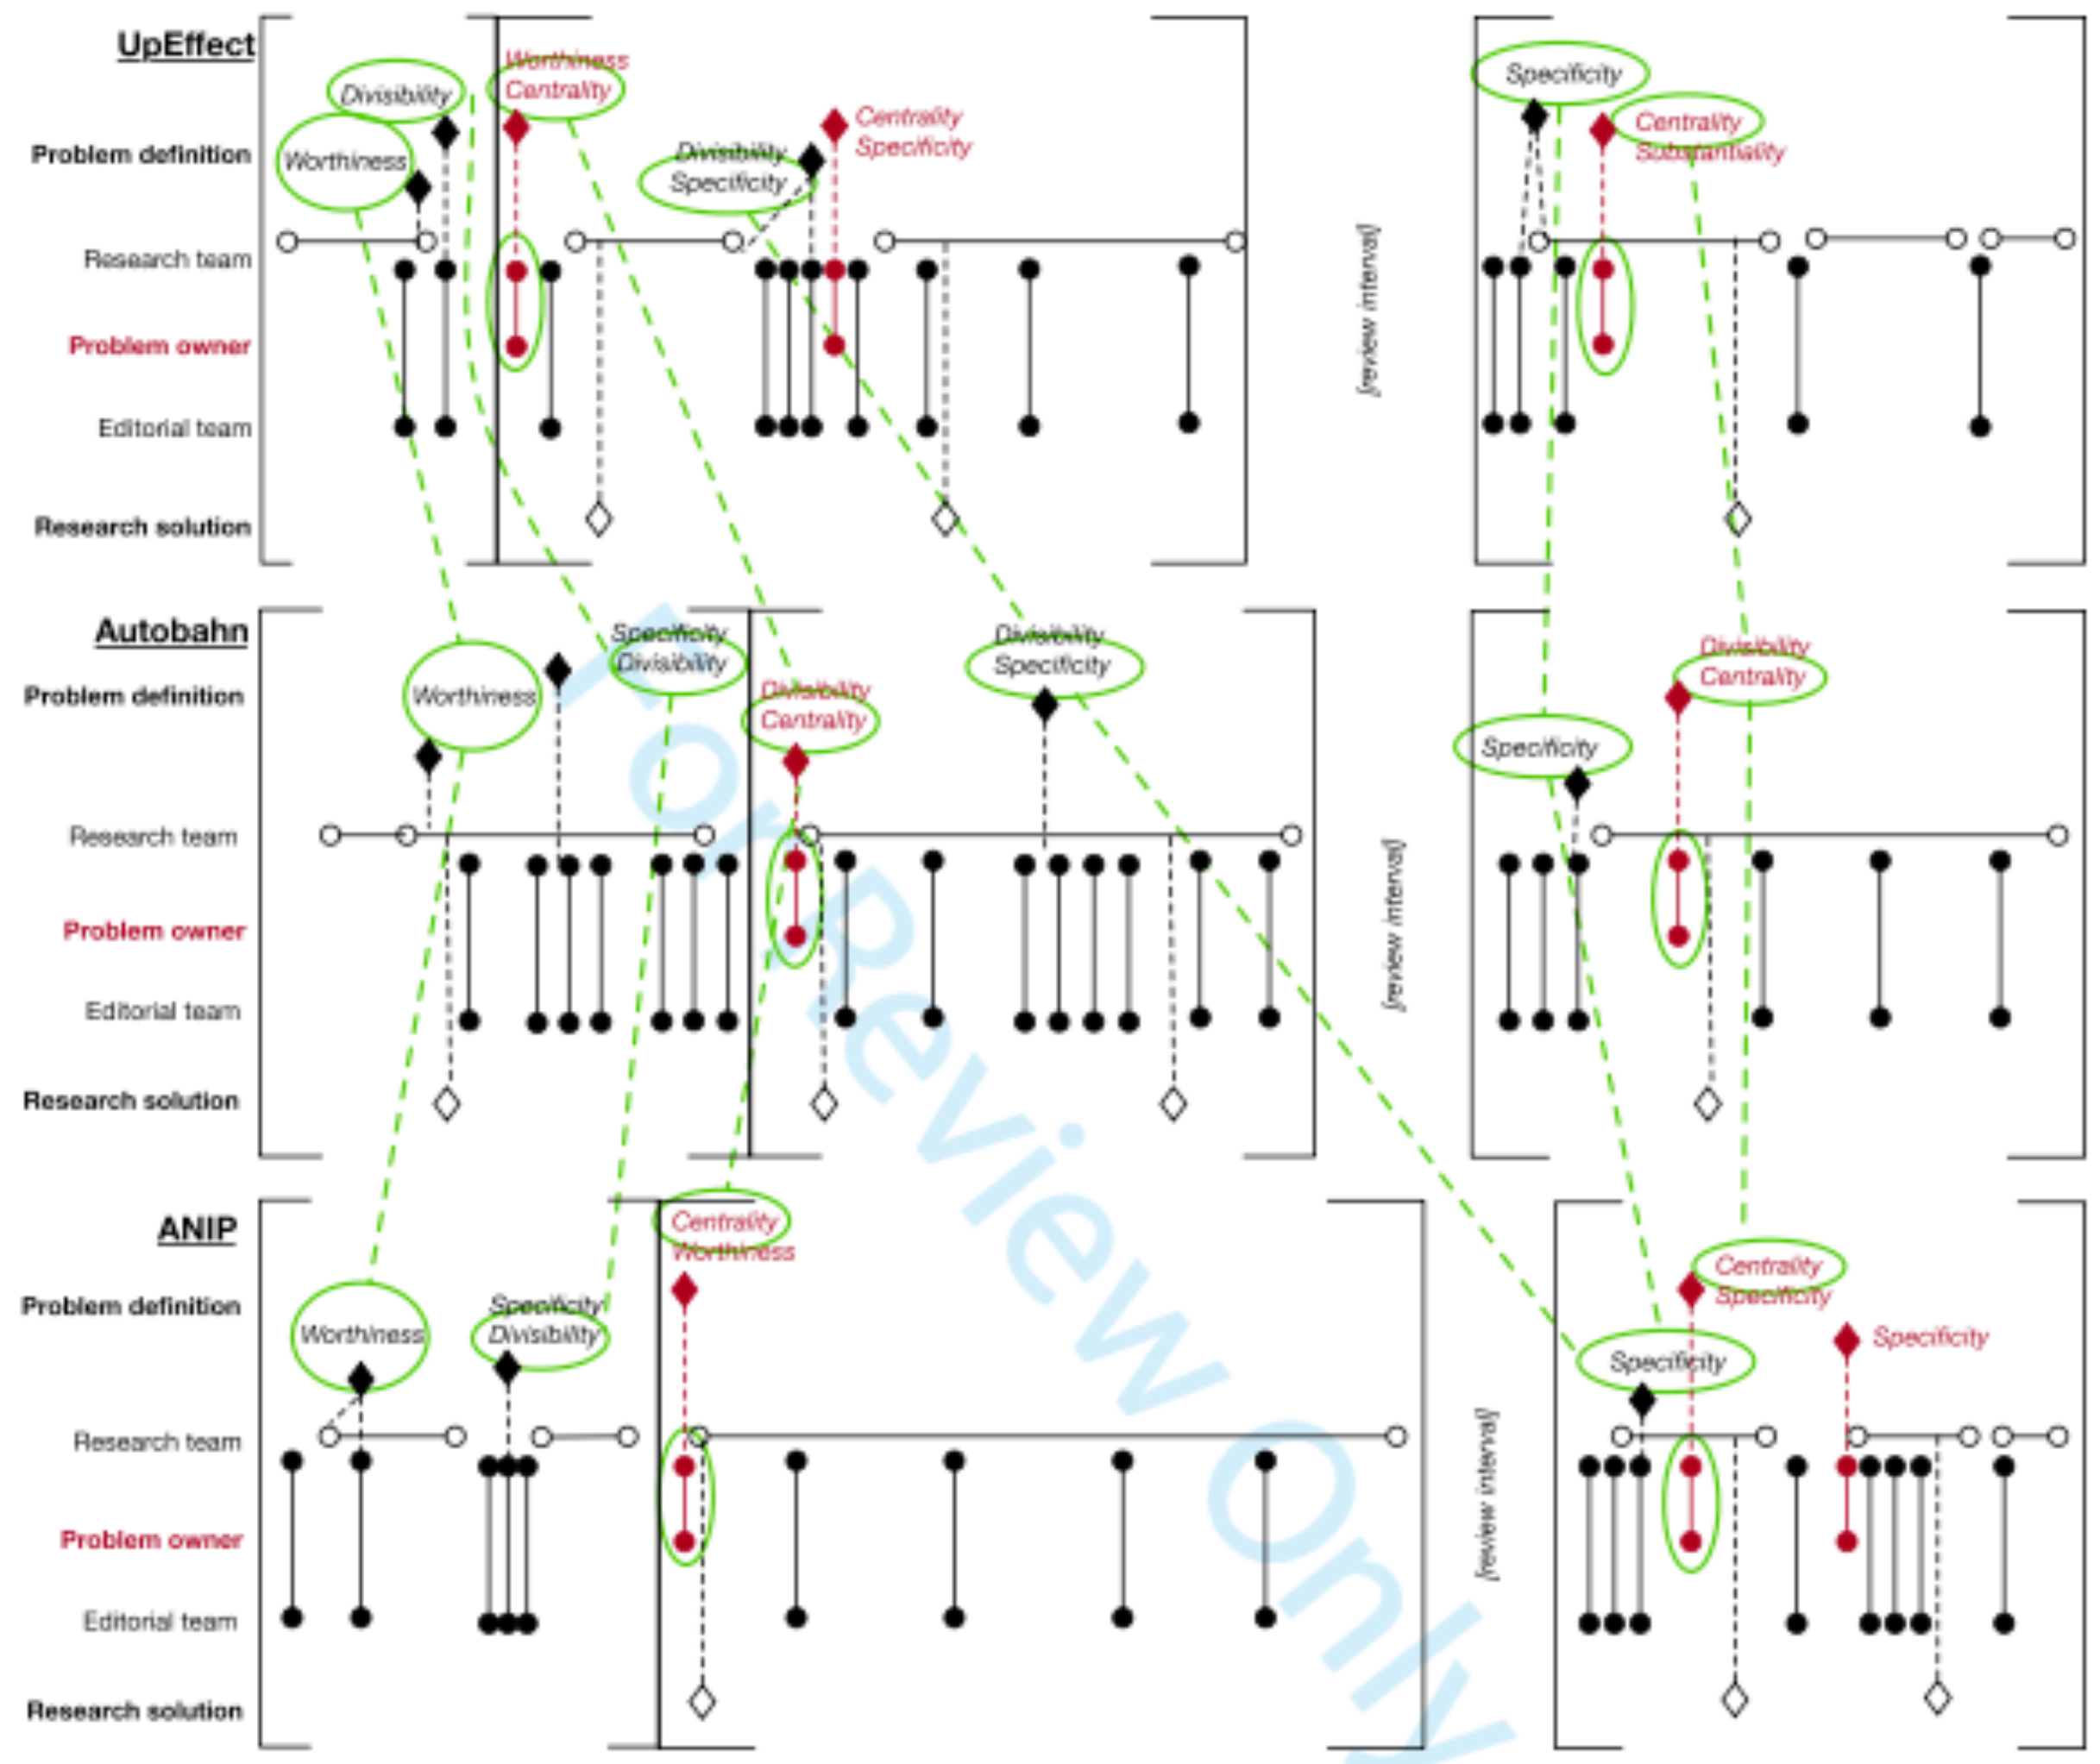 UpEffect
Divisibility
Worthiness
Worthiness
Centrality
Divisibility
Specificity
Centrality
Specificity
Specificity
Centrality
Substantiality
Problem definition
Research team
Problem owner
Editorial team
Research solution
[review interval]
Autobahn
Problem definition
Worthiness
Specificity
Divisibility
Divisibility
Centrality
Divisibility
Specificity
Specificity
Divisibility
Centrality
Research team
Problem owner
Editorial team
Research solution
[review interval]
ANIP
Problem definition
Worthiness
Specificity
Divisibility
Centrality
Worthiness
Specificity
Centrality
Specificity
Specificity
Research team
Problem owner
Editorial team
Research solution
[review interval]
For Review Only